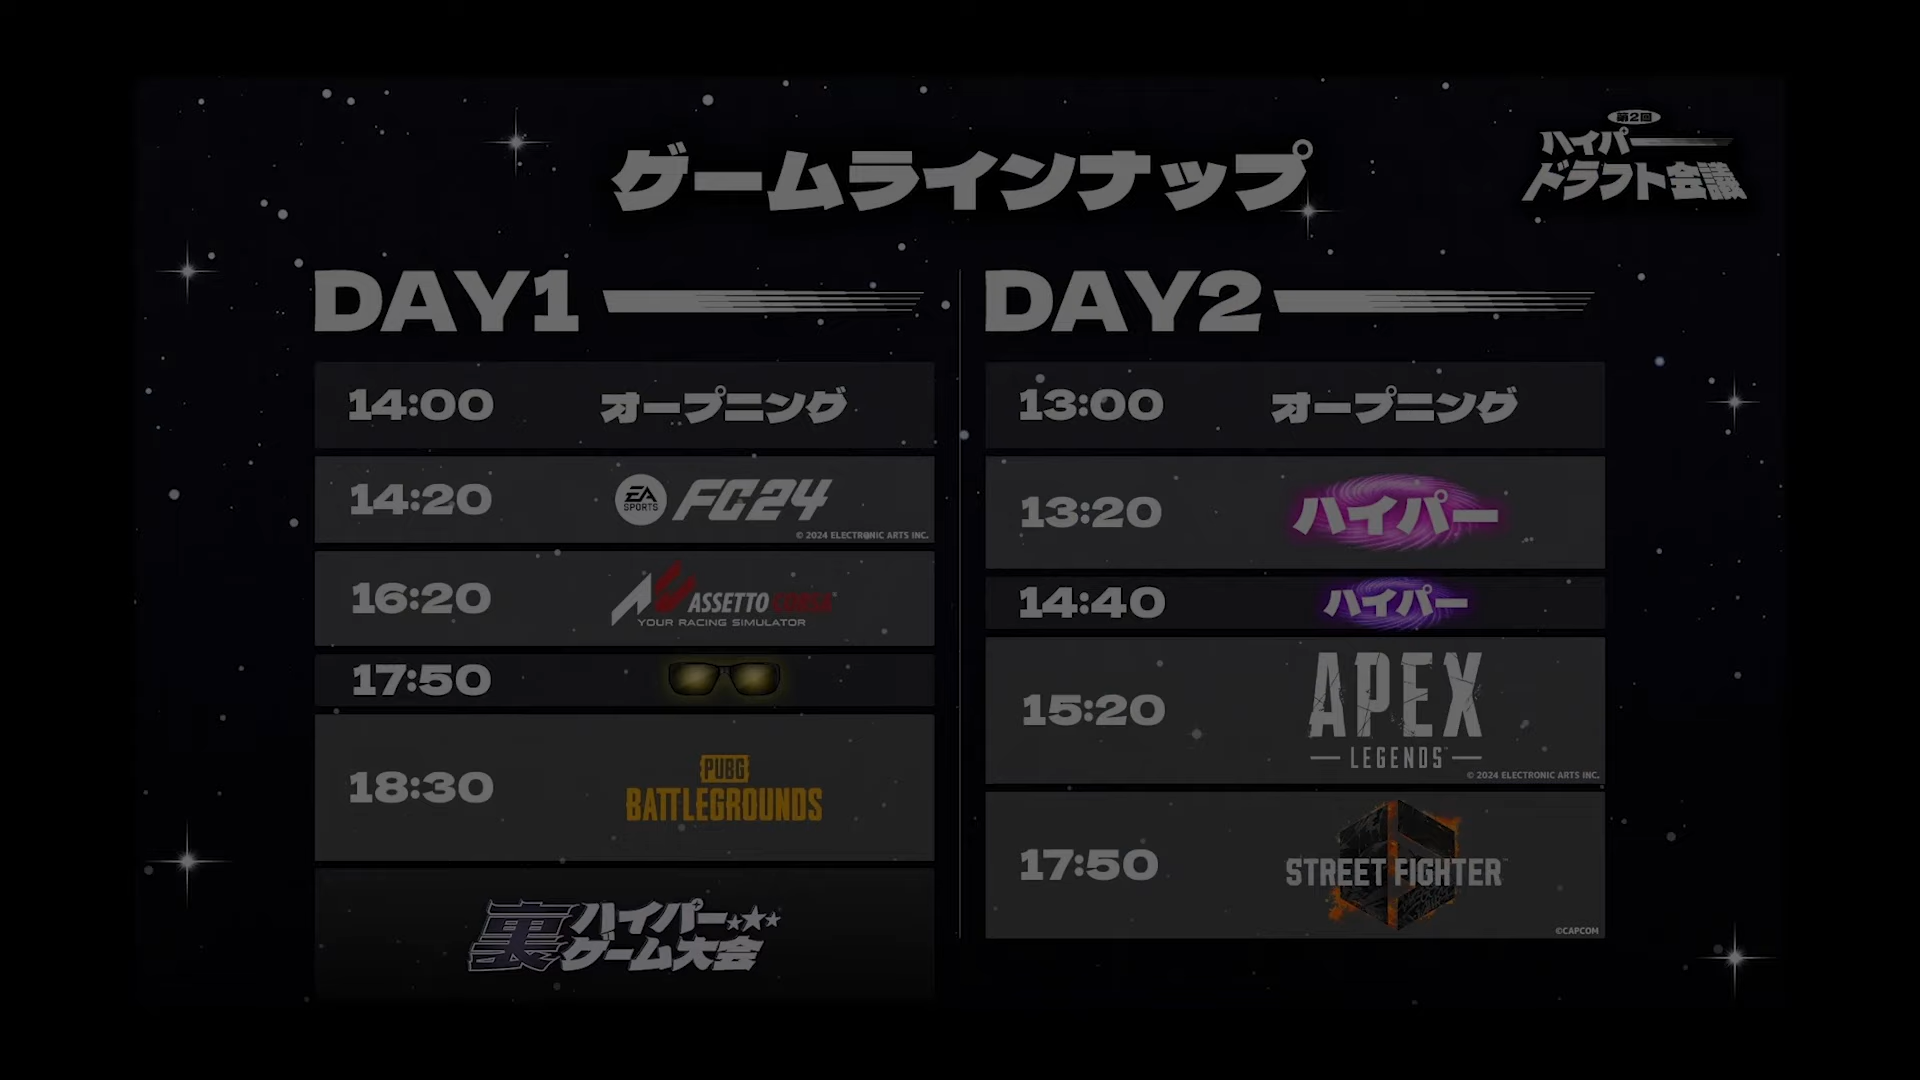 第2回
ハイパー
ドラフト会議
ゲームラインナップ
DAY1
14:00 オープニング
14:20 EA SPORTS FC24
© 2024 ELECTRONIC ARTS INC.
16:20 ASSETTO CORSA
YOUR RACING SIMULATOR
17:50
18:30 PUBG
BATTLEGROUNDS
裏ハイパー
ゲーム大会
DAY2
13:00 オープニング
13:20 ハイパー
14:40 ハイパー
15:20 APEX
LEGENDS™
© 2024 ELECTRONIC ARTS INC.
17:50 STREET FIGHTER™ 6
©CAPCOM